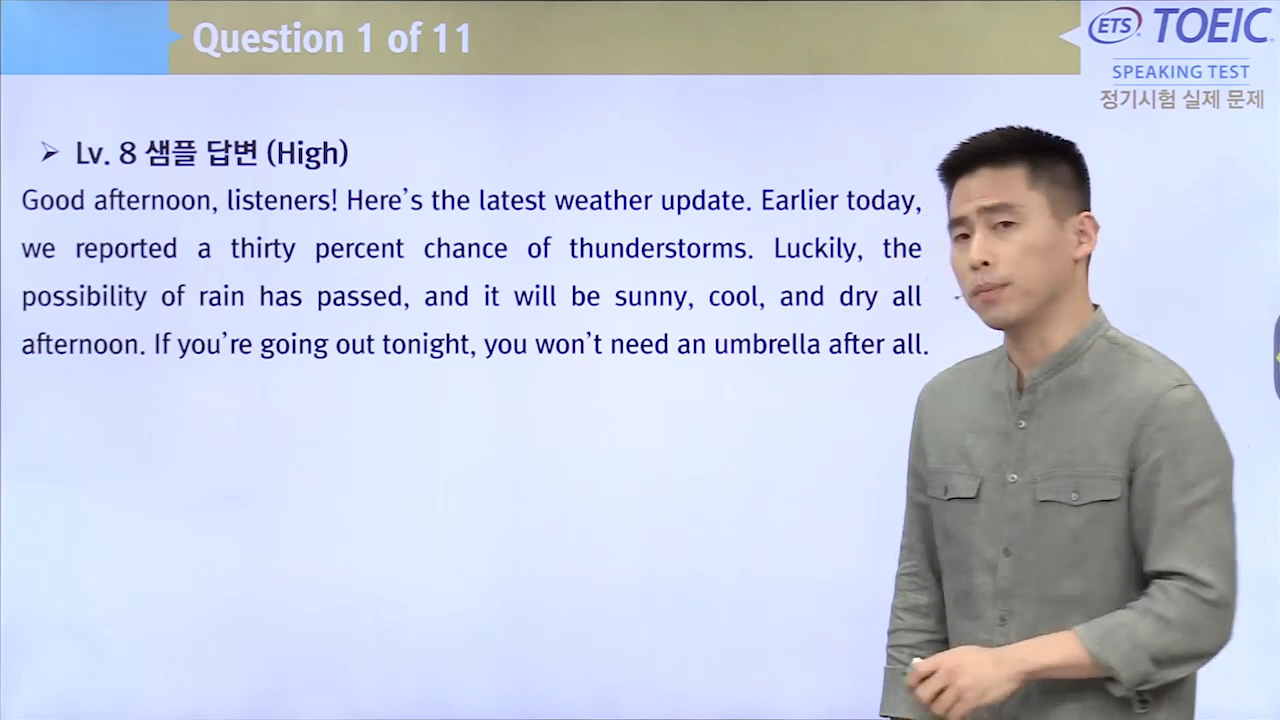 Question 1 of 11
ETS® TOEIC®
SPEAKING TEST
정기시험 실제 문제
➢ Lv. 8 샘플 답변 (High)
Good afternoon, listeners! Here's the latest weather update. Earlier today,
we reported a thirty percent chance of thunderstorms. Luckily, the
possibility of rain has passed, and it will be sunny, cool, and dry all
afternoon. If you're going out tonight, you won't need an umbrella after all.